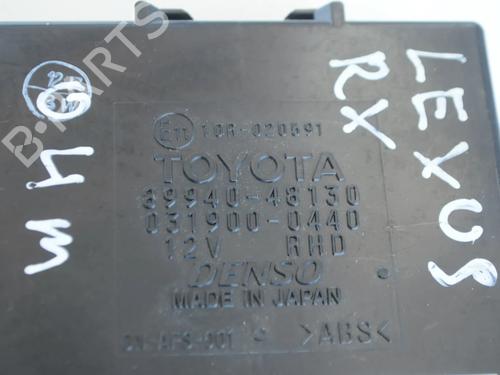 E11 10R-020591
TOYOTA
89940-48130
031900-0440
12V RHD
DENSO
MADE IN JAPAN
>ABS<
LEXUS
RX
B-PARTS